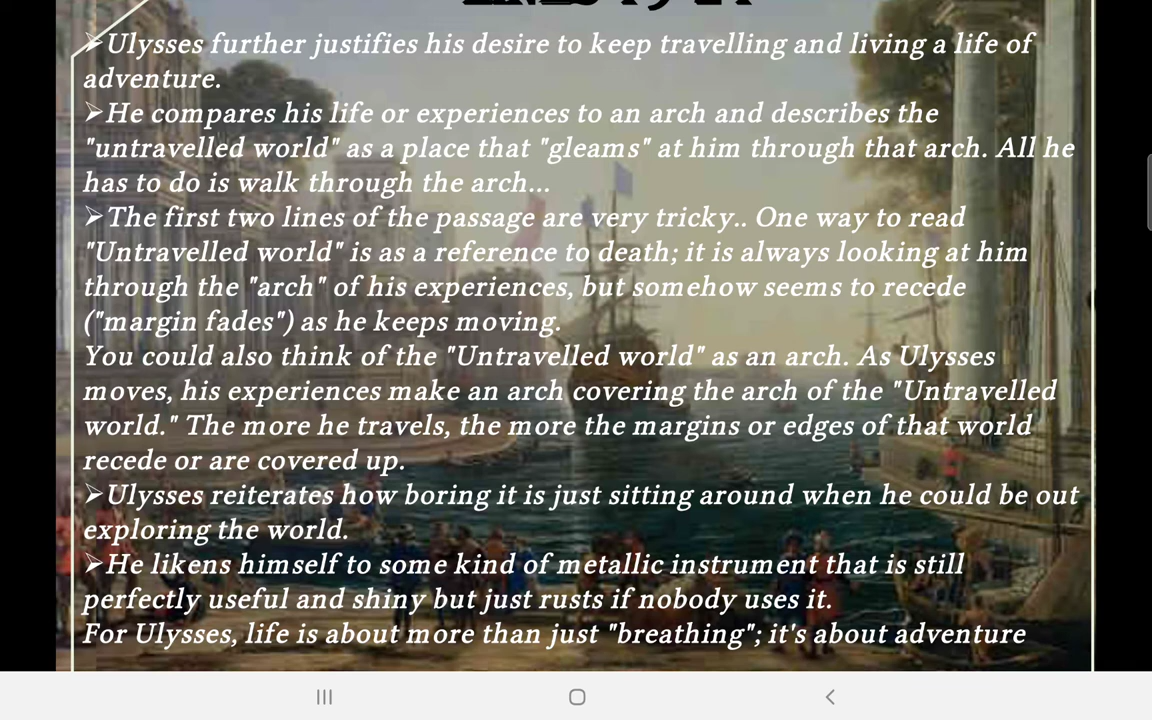 ➢Ulysses further justifies his desire to keep travelling and living a life of
adventure.
➢He compares his life or experiences to an arch and describes the
"untravelled world" as a place that "gleams" at him through that arch. All he
has to do is walk through the arch...
➢The first two lines of the passage are very tricky.. One way to read
"Untravelled world" is as a reference to death; it is always looking at him
through the "arch" of his experiences, but somehow seems to recede
("margin fades") as he keeps moving.
You could also think of the "Untravelled world" as an arch. As Ulysses
moves, his experiences make an arch covering the arch of the "Untravelled
world." The more he travels, the more the margins or edges of that world
recede or are covered up.
➢Ulysses reiterates how boring it is just sitting around when he could be out
exploring the world.
➢He likens himself to some kind of metallic instrument that is still
perfectly useful and shiny but just rusts if nobody uses it.
For Ulysses, life is about more than just "breathing"; it's about adventure